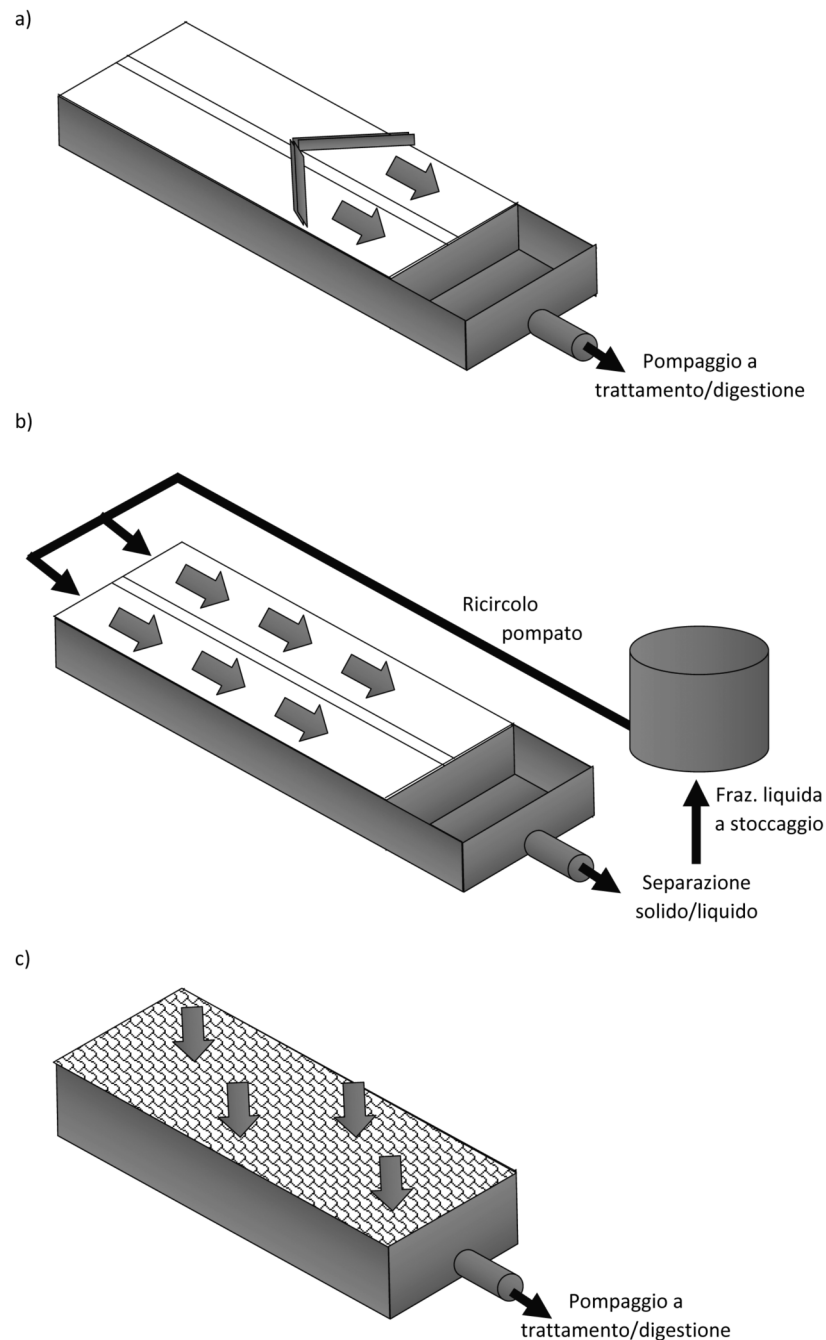 a)
Pompaggio a
trattamento/digestione
b)
Ricircolo
pompato
Fraz. liquida
a stoccaggio
Separazione
solido/liquido
c)
Pompaggio a
trattamento/digestione